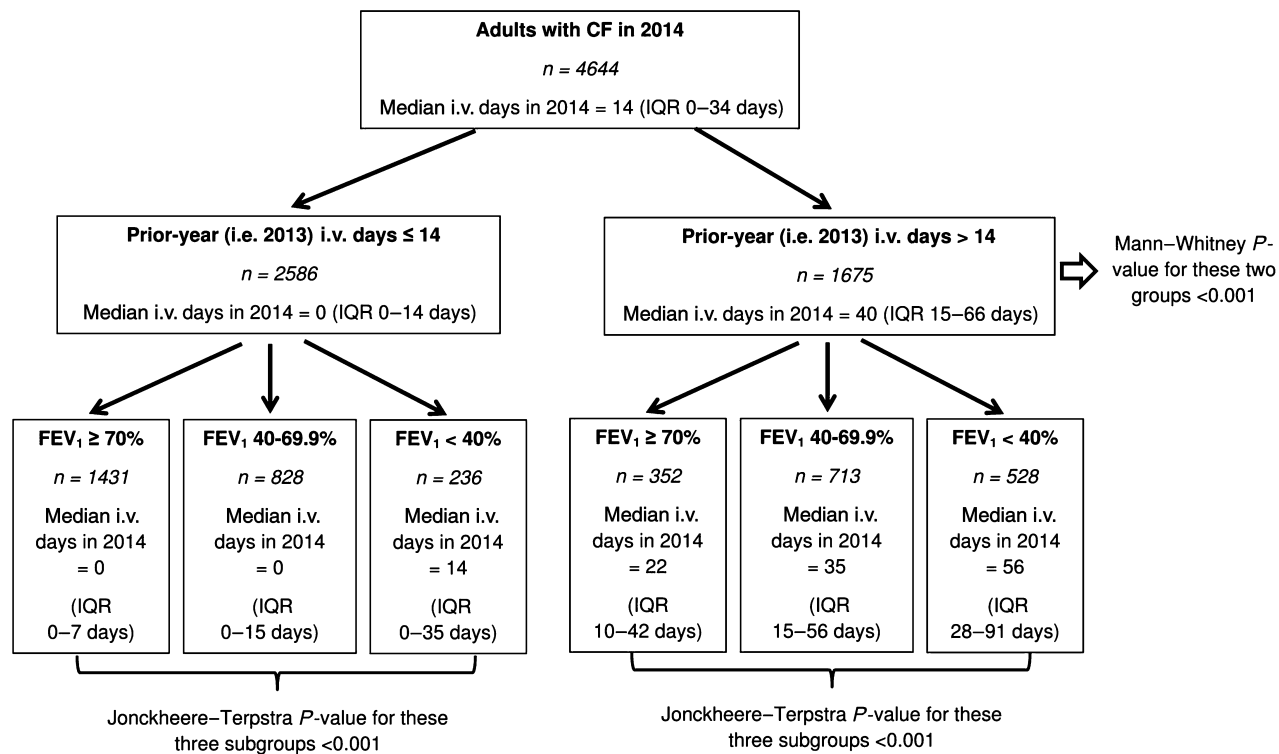 Adults with CF in 2014
n = 4644
Median i.v. days in 2014 = 14 (IQR 0–34 days)
Prior-year (i.e. 2013) i.v. days ≤ 14
n = 2586
Median i.v. days in 2014 = 0 (IQR 0–14 days)
Prior-year (i.e. 2013) i.v. days > 14
n = 1675
Median i.v. days in 2014 = 40 (IQR 15–66 days)
Mann–Whitney P-
value for these two
groups <0.001
FEV₁ ≥ 70%
n = 1431
Median i.v.
days in 2014
= 0
(IQR
0–7 days)
FEV₁ 40-69.9%
n = 828
Median i.v.
days in 2014
= 0
(IQR
0–15 days)
FEV₁ < 40%
n = 236
Median i.v.
days in 2014
= 14
(IQR
0–35 days)
FEV₁ ≥ 70%
n = 352
Median i.v.
days in 2014
= 22
(IQR
10–42 days)
FEV₁ 40-69.9%
n = 713
Median i.v.
days in 2014
= 35
(IQR
15–56 days)
FEV₁ < 40%
n = 528
Median i.v.
days in 2014
= 56
(IQR
28–91 days)
Jonckheere–Terpstra P-value for these
three subgroups <0.001
Jonckheere–Terpstra P-value for these
three subgroups <0.001